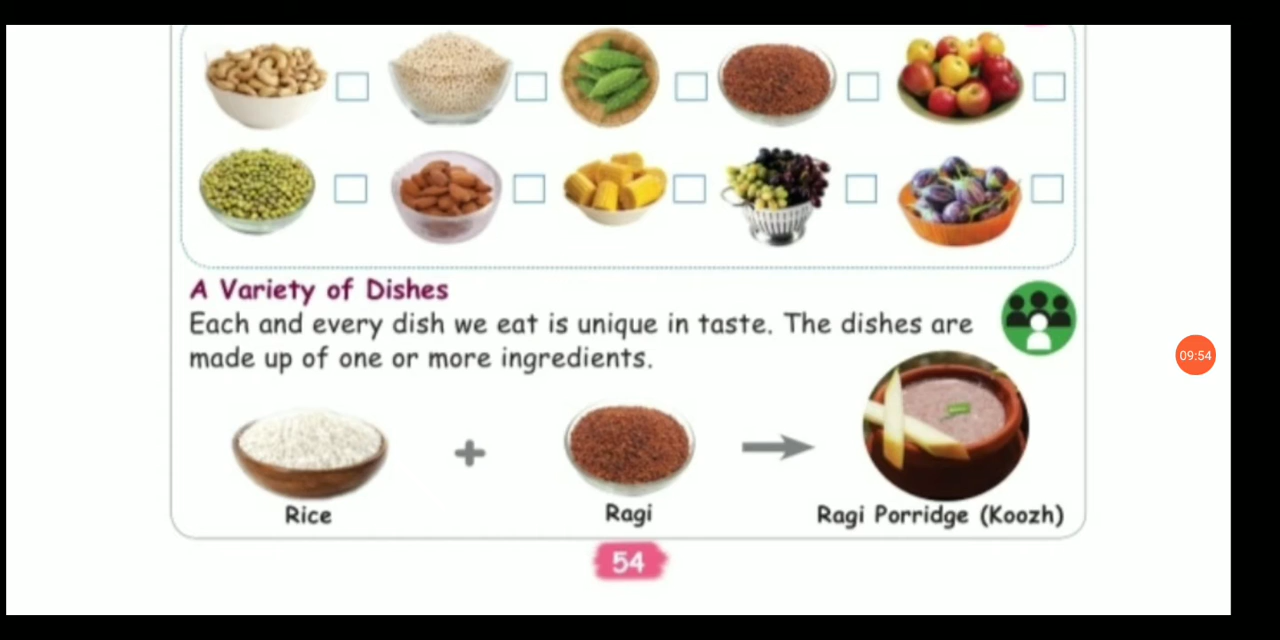 A Variety of Dishes
Each and every dish we eat is unique in taste. The dishes are
made up of one or more ingredients.
09:54
Rice
Ragi
Ragi Porridge (Koozh)
54